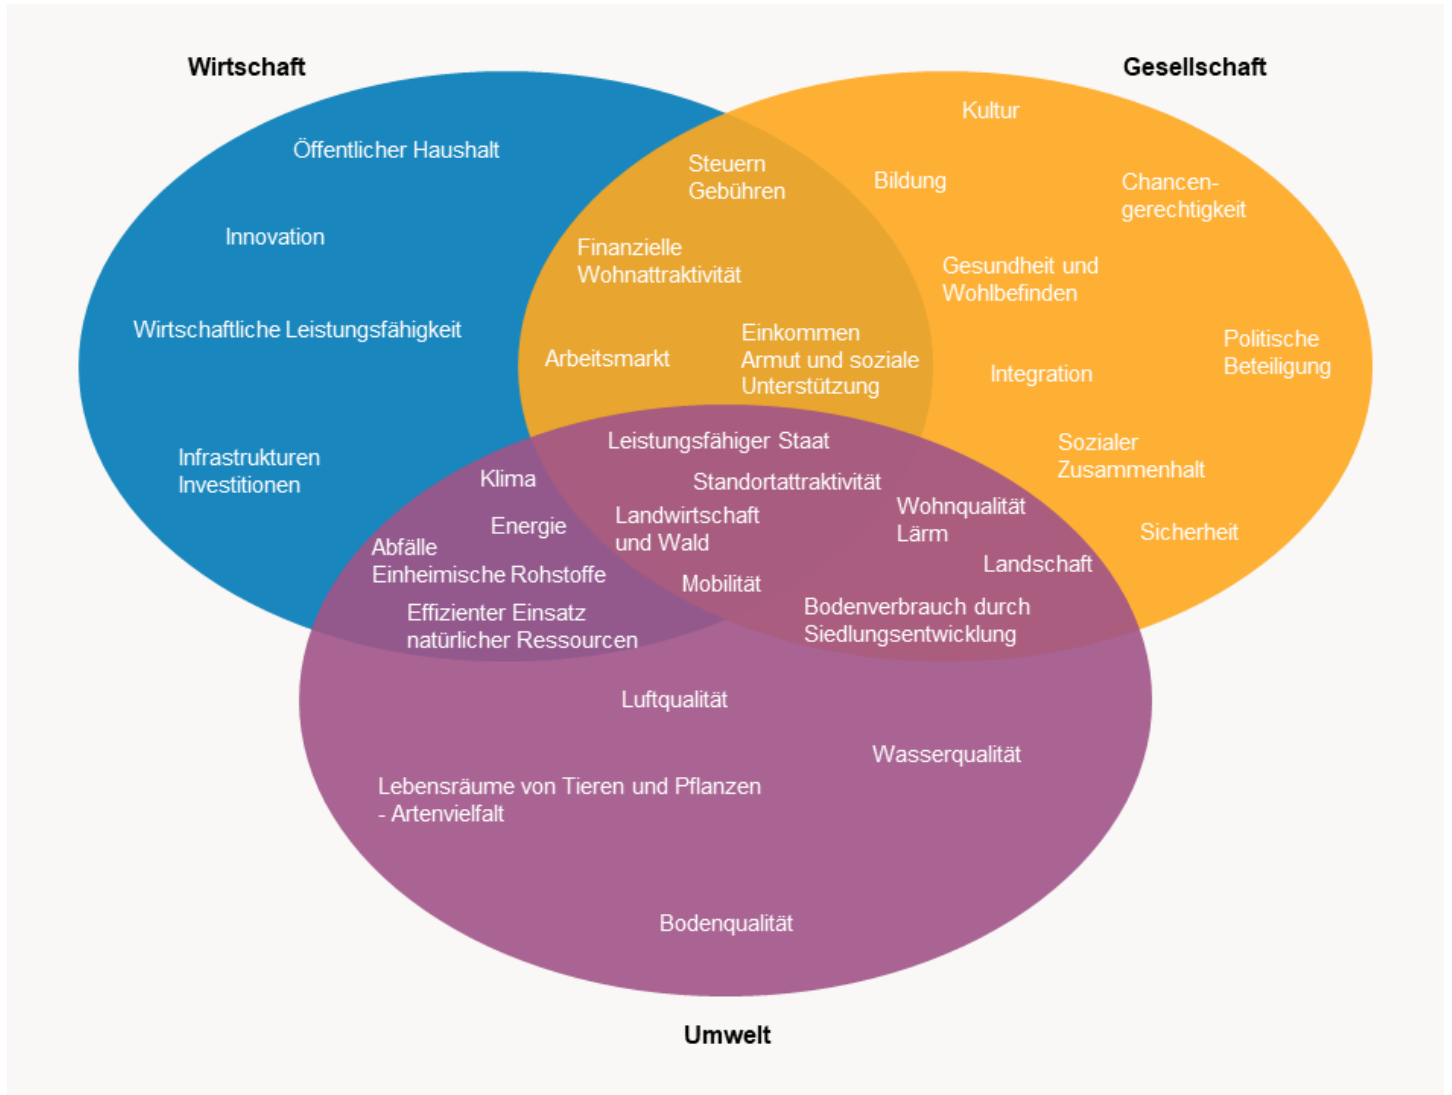 Wirtschaft
Gesellschaft
Öffentlicher Haushalt
Innovation
Wirtschaftliche Leistungsfähigkeit
Infrastrukturen
Investitionen
Steuern
Gebühren
Finanzielle
Wohnattraktivität
Arbeitsmarkt
Einkommen
Armut und soziale
Unterstützung
Kultur
Bildung
Chancen-
gerechtigkeit
Gesundheit und
Wohlbefinden
Politische
Beteiligung
Integration
Sozialer
Zusammenhalt
Sicherheit
Leistungsfähiger Staat
Standortattraktivität
Landwirtschaft
und Wald
Mobilität
Klima
Energie
Abfälle
Einheimische Rohstoffe
Effizienter Einsatz
natürlicher Ressourcen
Wohnqualität
Lärm
Landschaft
Bodenverbrauch durch
Siedlungsentwicklung
Luftqualität
Wasserqualität
Lebensräume von Tieren und Pflanzen
- Artenvielfalt
Bodenqualität
Umwelt